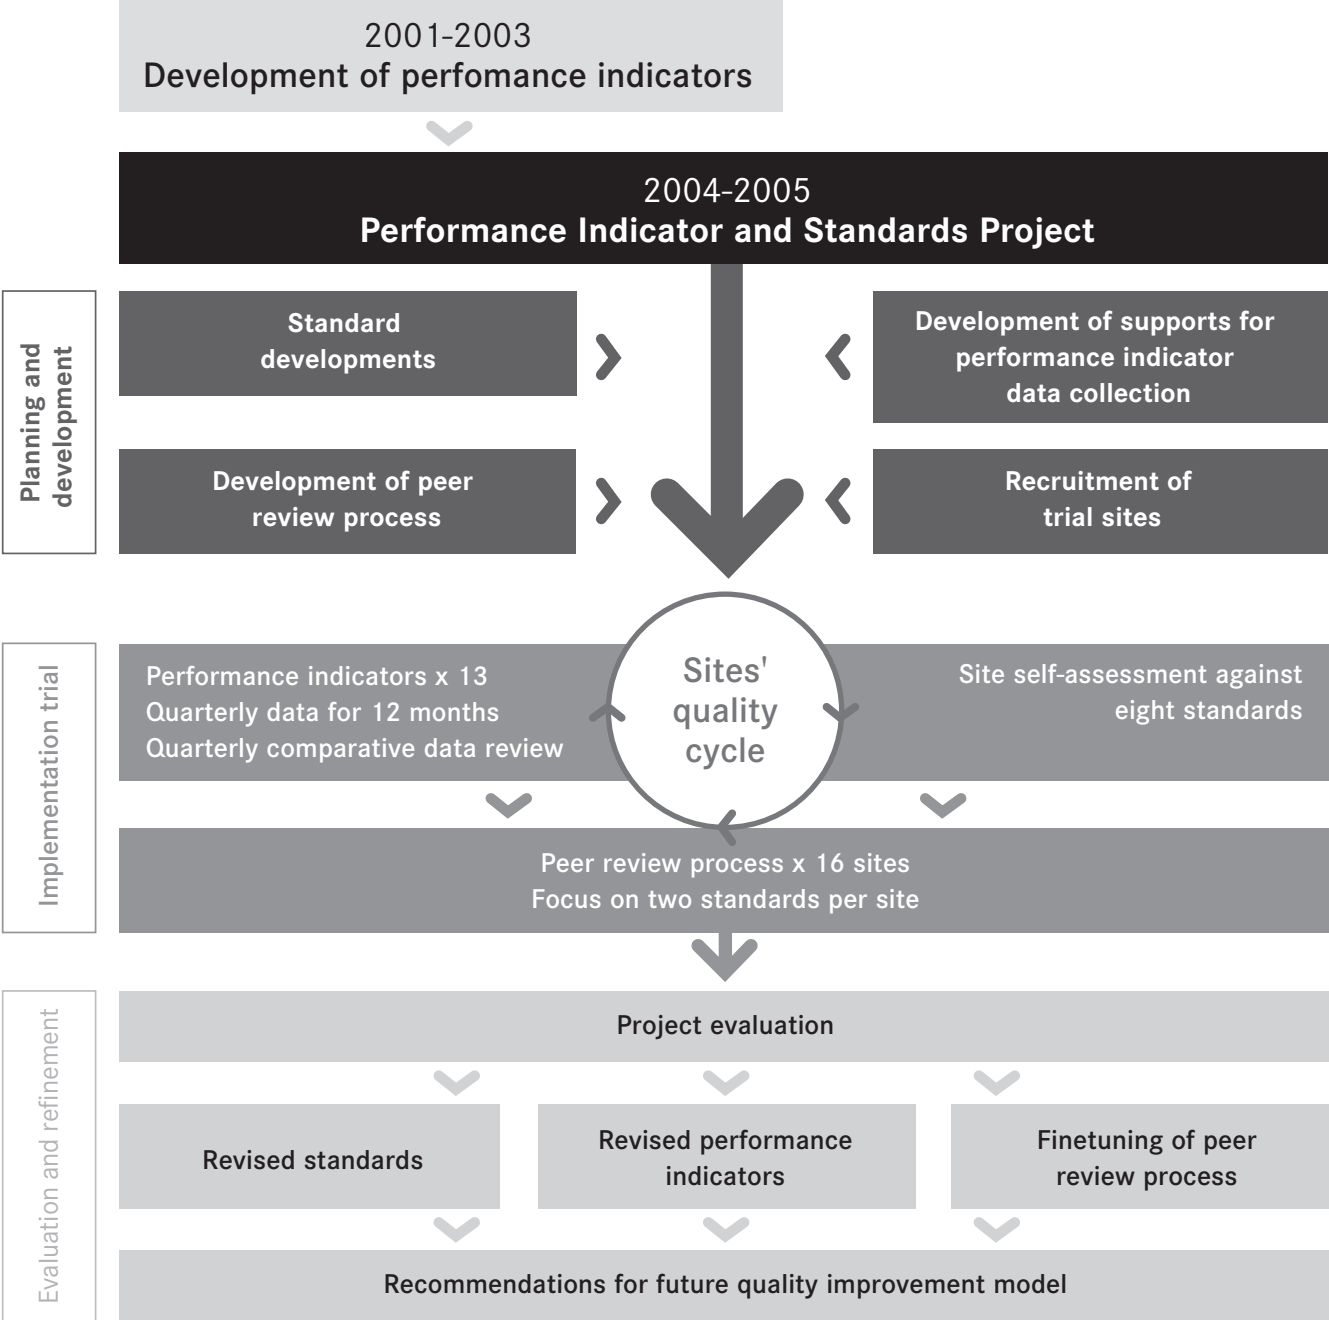 2001-2003
Development of perfomance indicators
2004-2005
Performance Indicator and Standards Project
Planning and
development
Standard
developments
Development of supports for
performance indicator
data collection
Development of peer
review process
Recruitment of
trial sites
Implementation trial
Performance indicators x 13
Quarterly data for 12 months
Quarterly comparative data review
Sites'
quality
cycle
Site self-assessment against
eight standards
Peer review process x 16 sites
Focus on two standards per site
Evaluation and refinement
Project evaluation
Revised standards
Revised performance
indicators
Finetuning of peer
review process
Recommendations for future quality improvement model